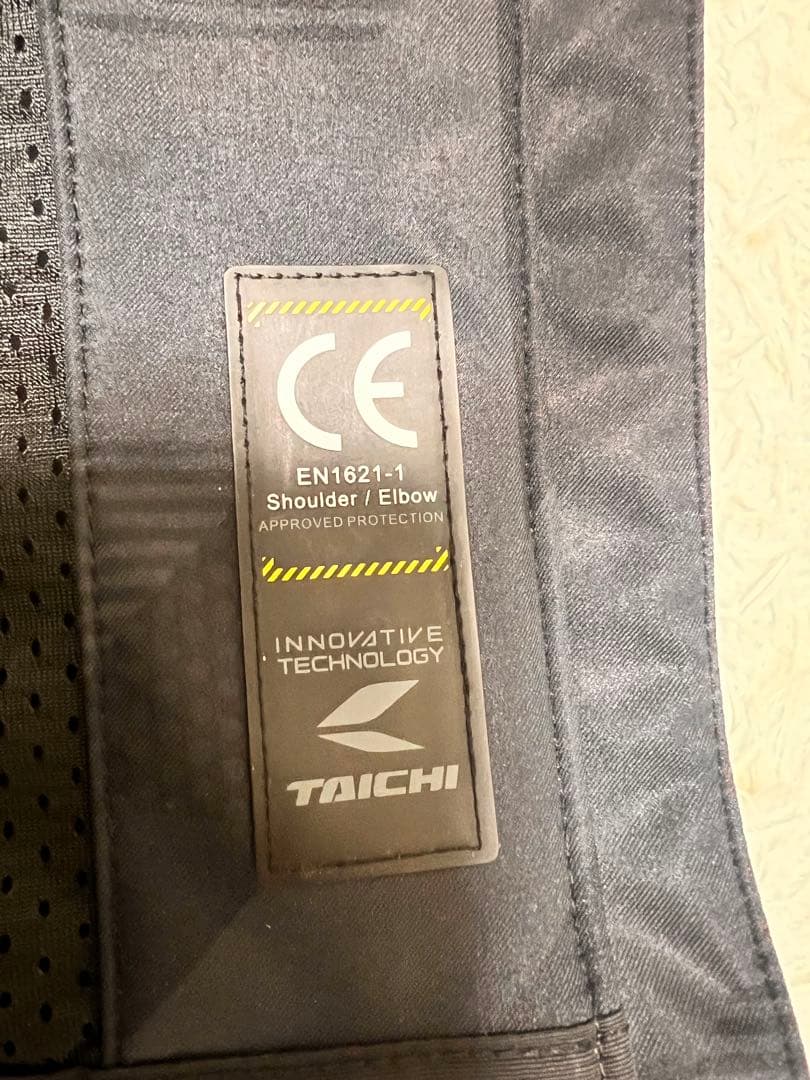 CE
EN1621-1
Shoulder / Elbow
APPROVED PROTECTION
INNOVATIVE
TECHNOLOGY
TAICHI